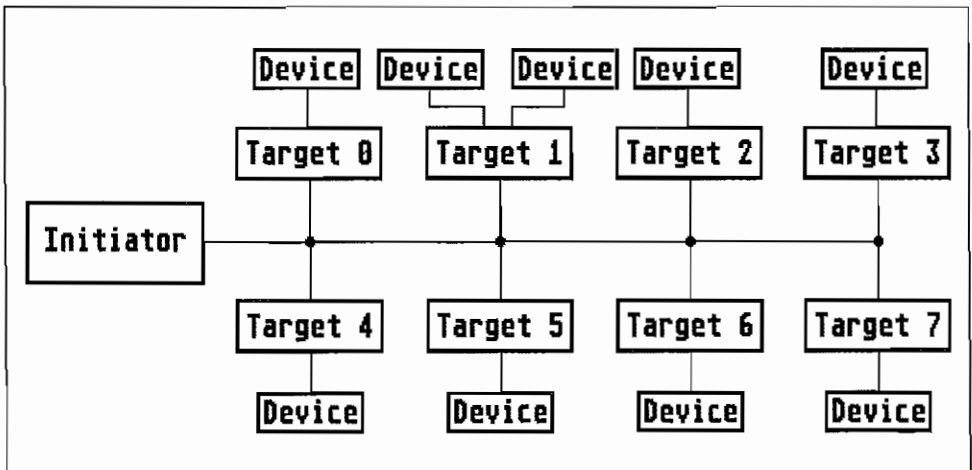 Device Device Device Device Device
Target 0 Target 1 Target 2 Target 3
Initiator
Target 4 Target 5 Target 6 Target 7
Device Device Device Device